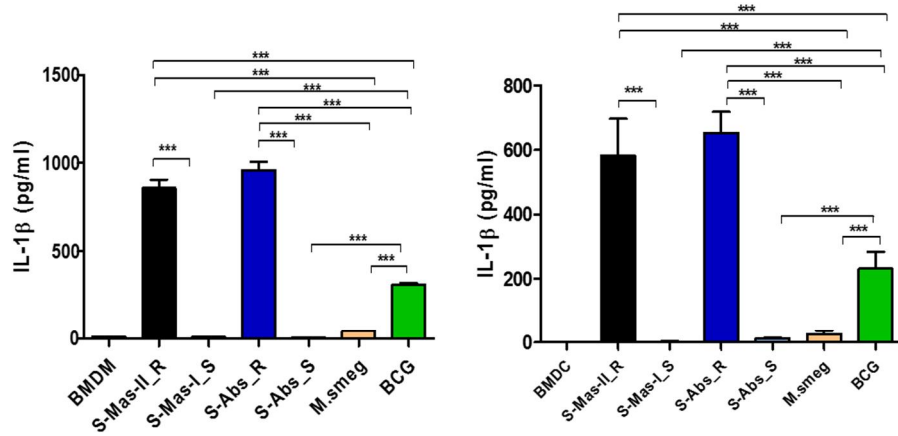 ***
***
***
***
***
***
***
***
***
1500
1000
500
0
IL-1β (pg/ml)
BMDM
S-Mas-II_R
S-Mas-I_S
S-Abs_R
S-Abs_S
M.smeg
BCG
***
***
***
***
***
***
***
***
***
800
600
400
200
0
IL-1β (pg/ml)
BMDC
S-Mas-II_R
S-Mas-I_S
S-Abs_R
S-Abs_S
M.smeg
BCG